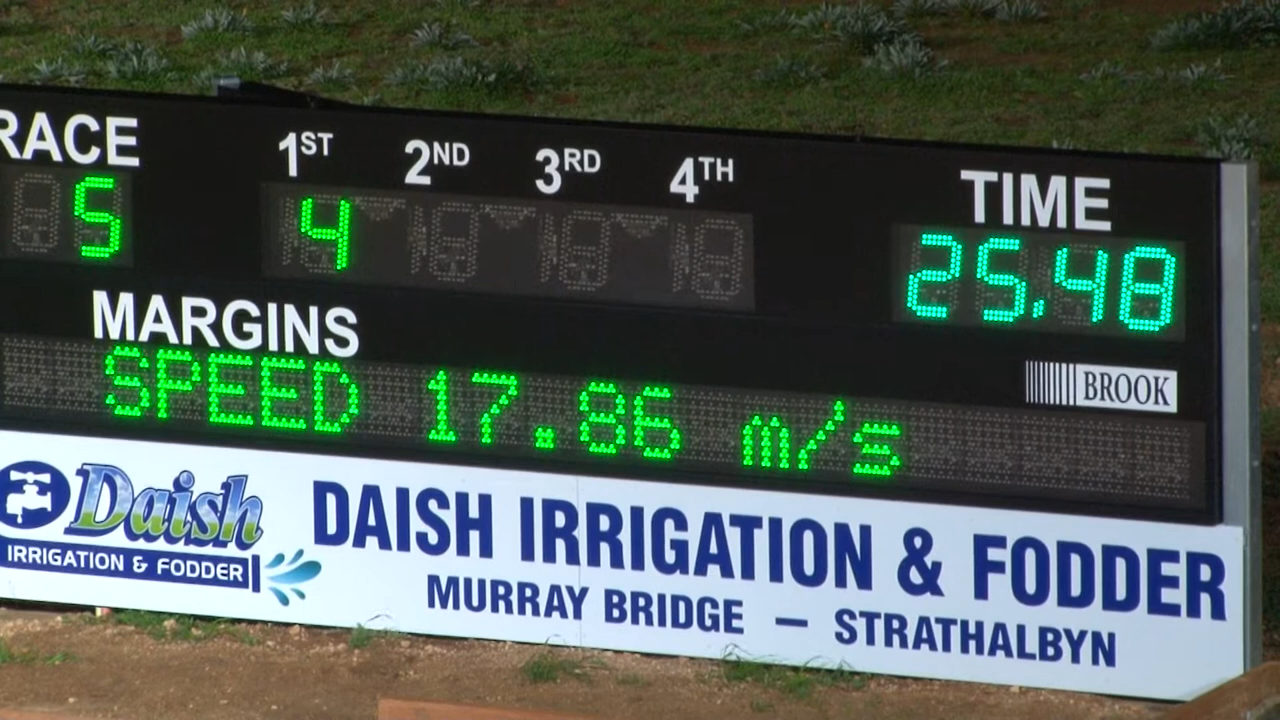 RACE 1ST 2ND 3RD 4TH TIME
5 4 25.48
MARGINS
BROOK
SPEED 17.86 m/s
Daish
IRRIGATION & FODDER
DAISH IRRIGATION & FODDER
MURRAY BRIDGE — STRATHALBYN